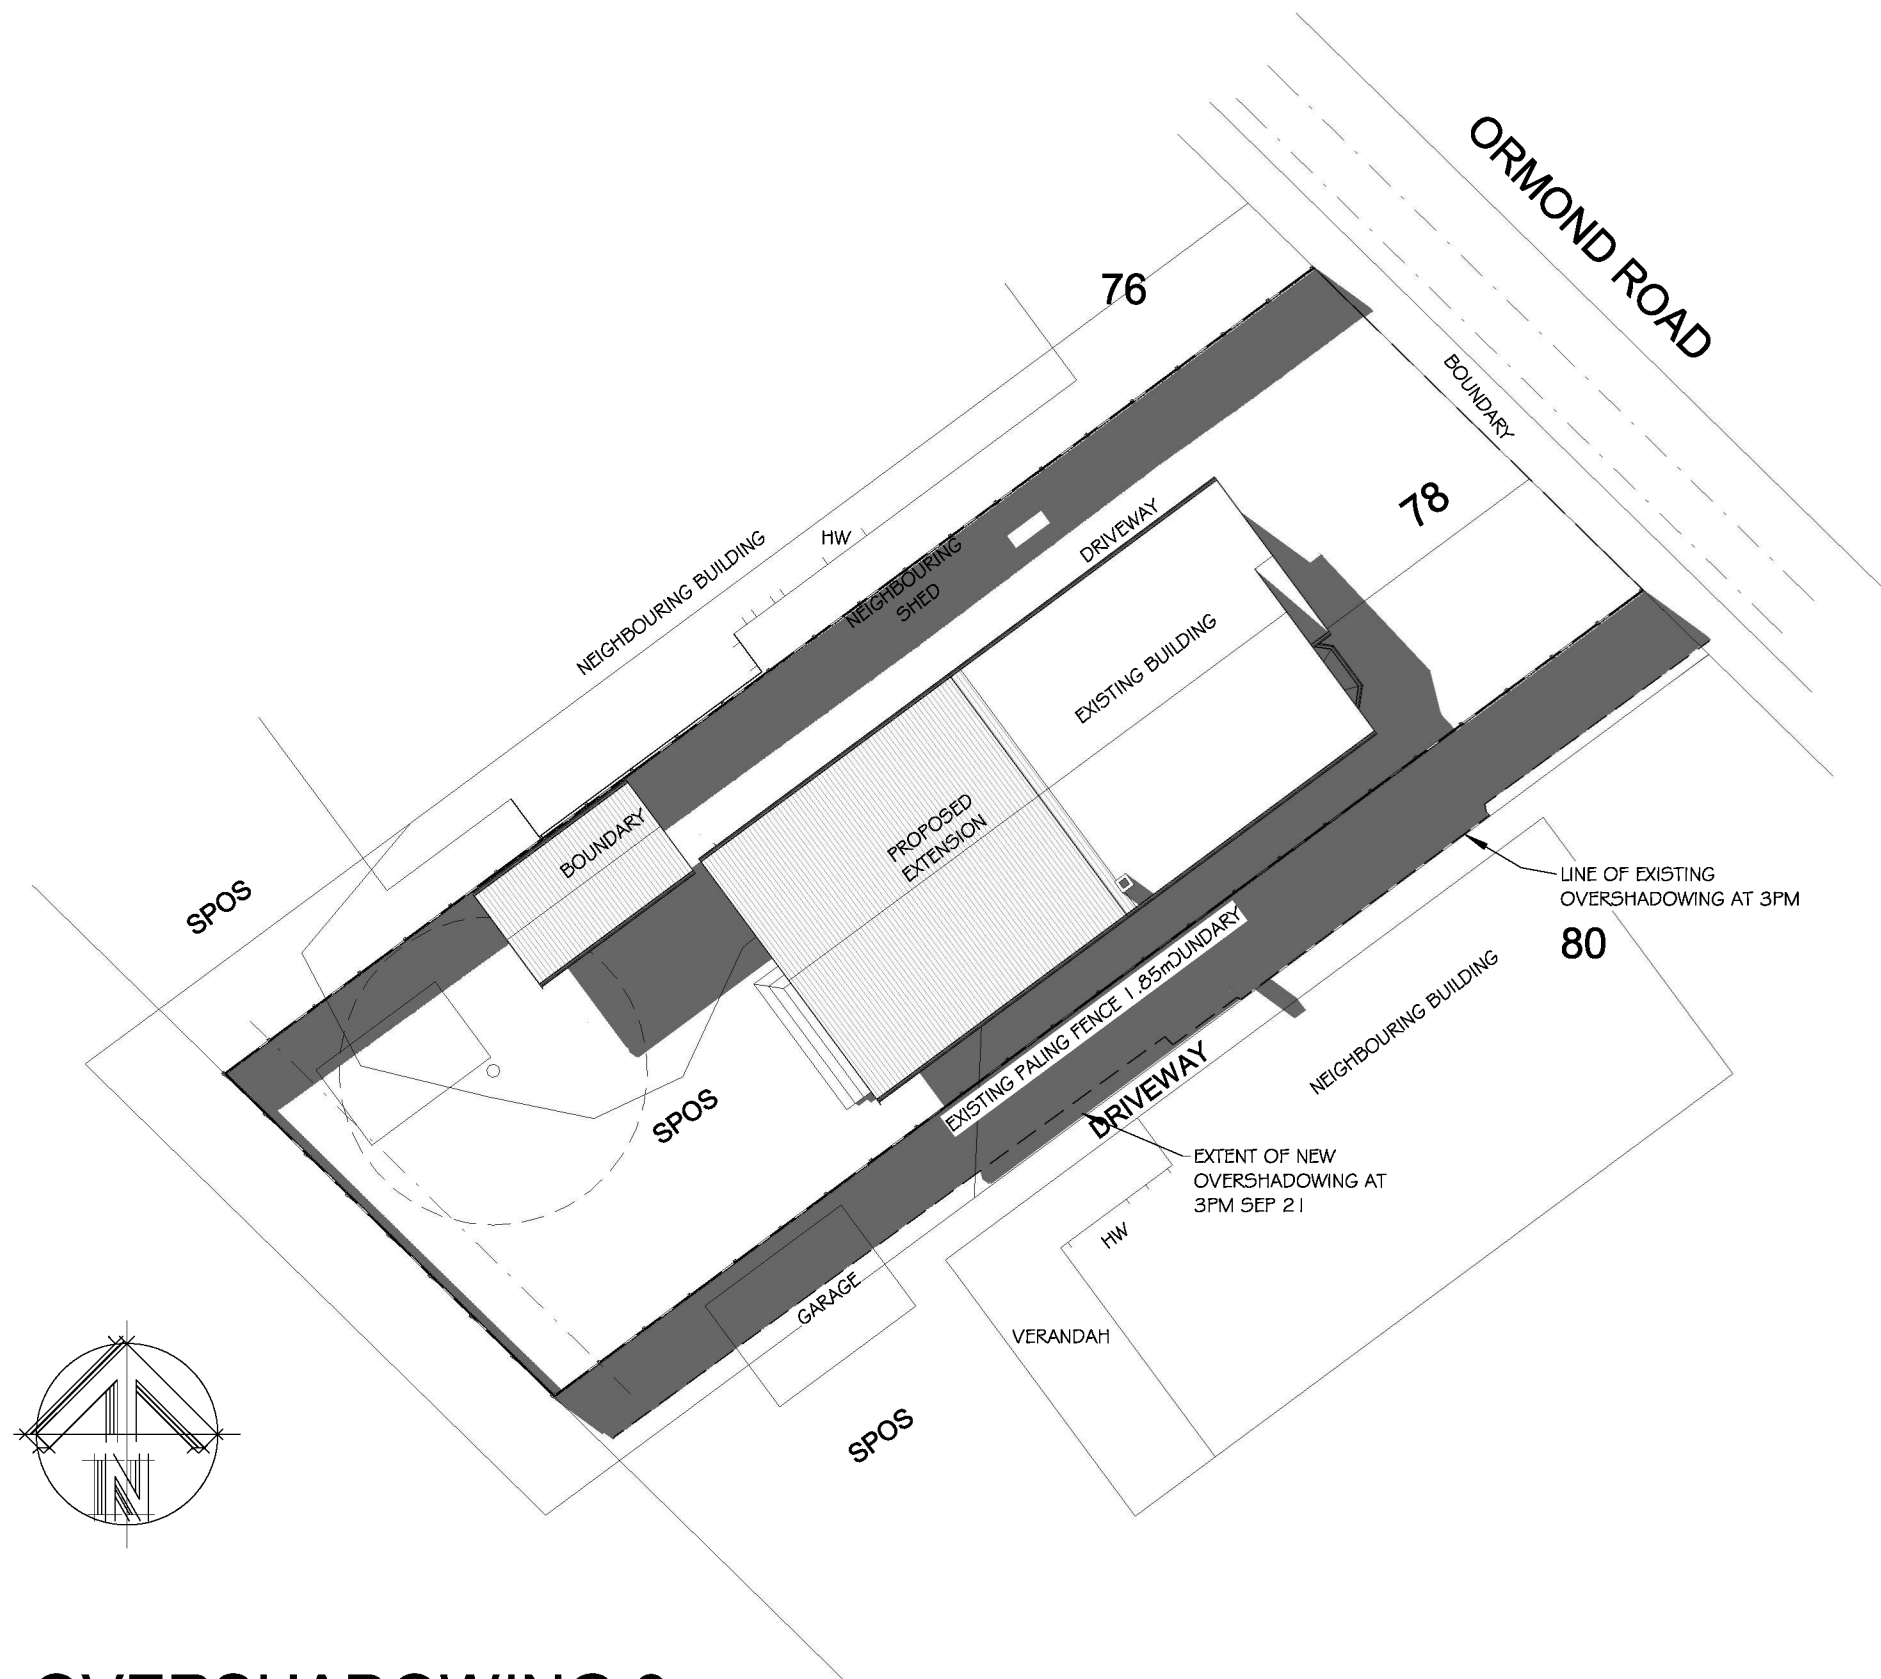 ORMOND ROAD
76
BOUNDARY
78
HW
DRIVEWAY
NEIGHBOURING BUILDING
NEIGHBOURING
SHED
EXISTING BUILDING
PROPOSED
EXTENSION
BOUNDARY
SPOS
LINE OF EXISTING
OVERSHADOWING AT 3PM
80
EXISTING PALING FENCE 1.85m
NEIGHBOURING BUILDING
DRIVEWAY
SPOS
EXTENT OF NEW
OVERSHADOWING AT
3PM SEP 21
HW
GARAGE
VERANDAH
SPOS
N